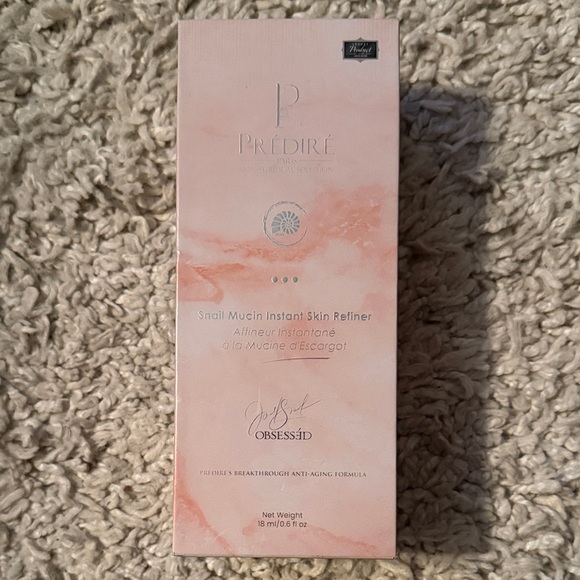 P
PRÉDIRÉ
PARIS
Snail Mucin Instant Skin Refiner
Affineur Instantané
à la Mucine d'Escargot
OBSESSÉD
PREDIRE'S BREAKTHROUGH ANTI-AGING FORMULA
Net Weight
18 ml/0.6 fl oz